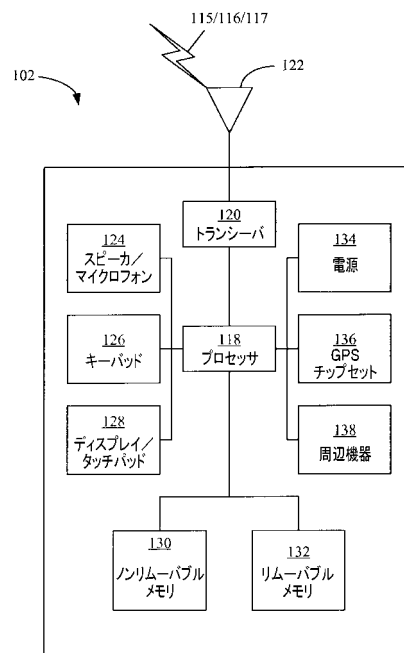 115/116/117
102
122
120
トランシーバ
124
スピーカ/
マイクロフォン
134
電源
126
キーパッド
118
プロセッサ
136
GPS
チップセット
128
ディスプレイ/
タッチパッド
138
周辺機器
130
ノンリムーバブル
メモリ
132
リムーバブル
メモリ